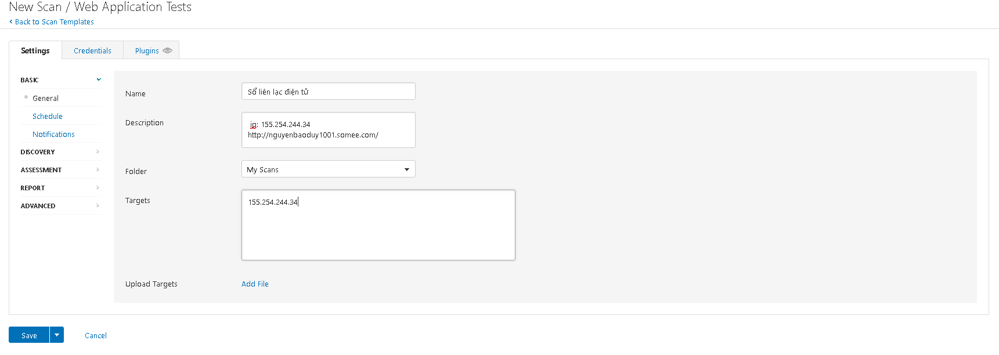 New Scan / Web Application Tests
Back to Scan Templates
Settings
Credentials
Plugins
BASIC
General
Schedule
Notifications
DISCOVERY
ASSESSMENT
REPORT
ADVANCED
Name
Sổ liên lạc điện tử
Description
ip: 155.254.244.34
http://nguyenbaoduy1001.somee.com/
Folder
My Scans
Targets
155.254.244.34
Upload Targets
Add File
Save
Cancel